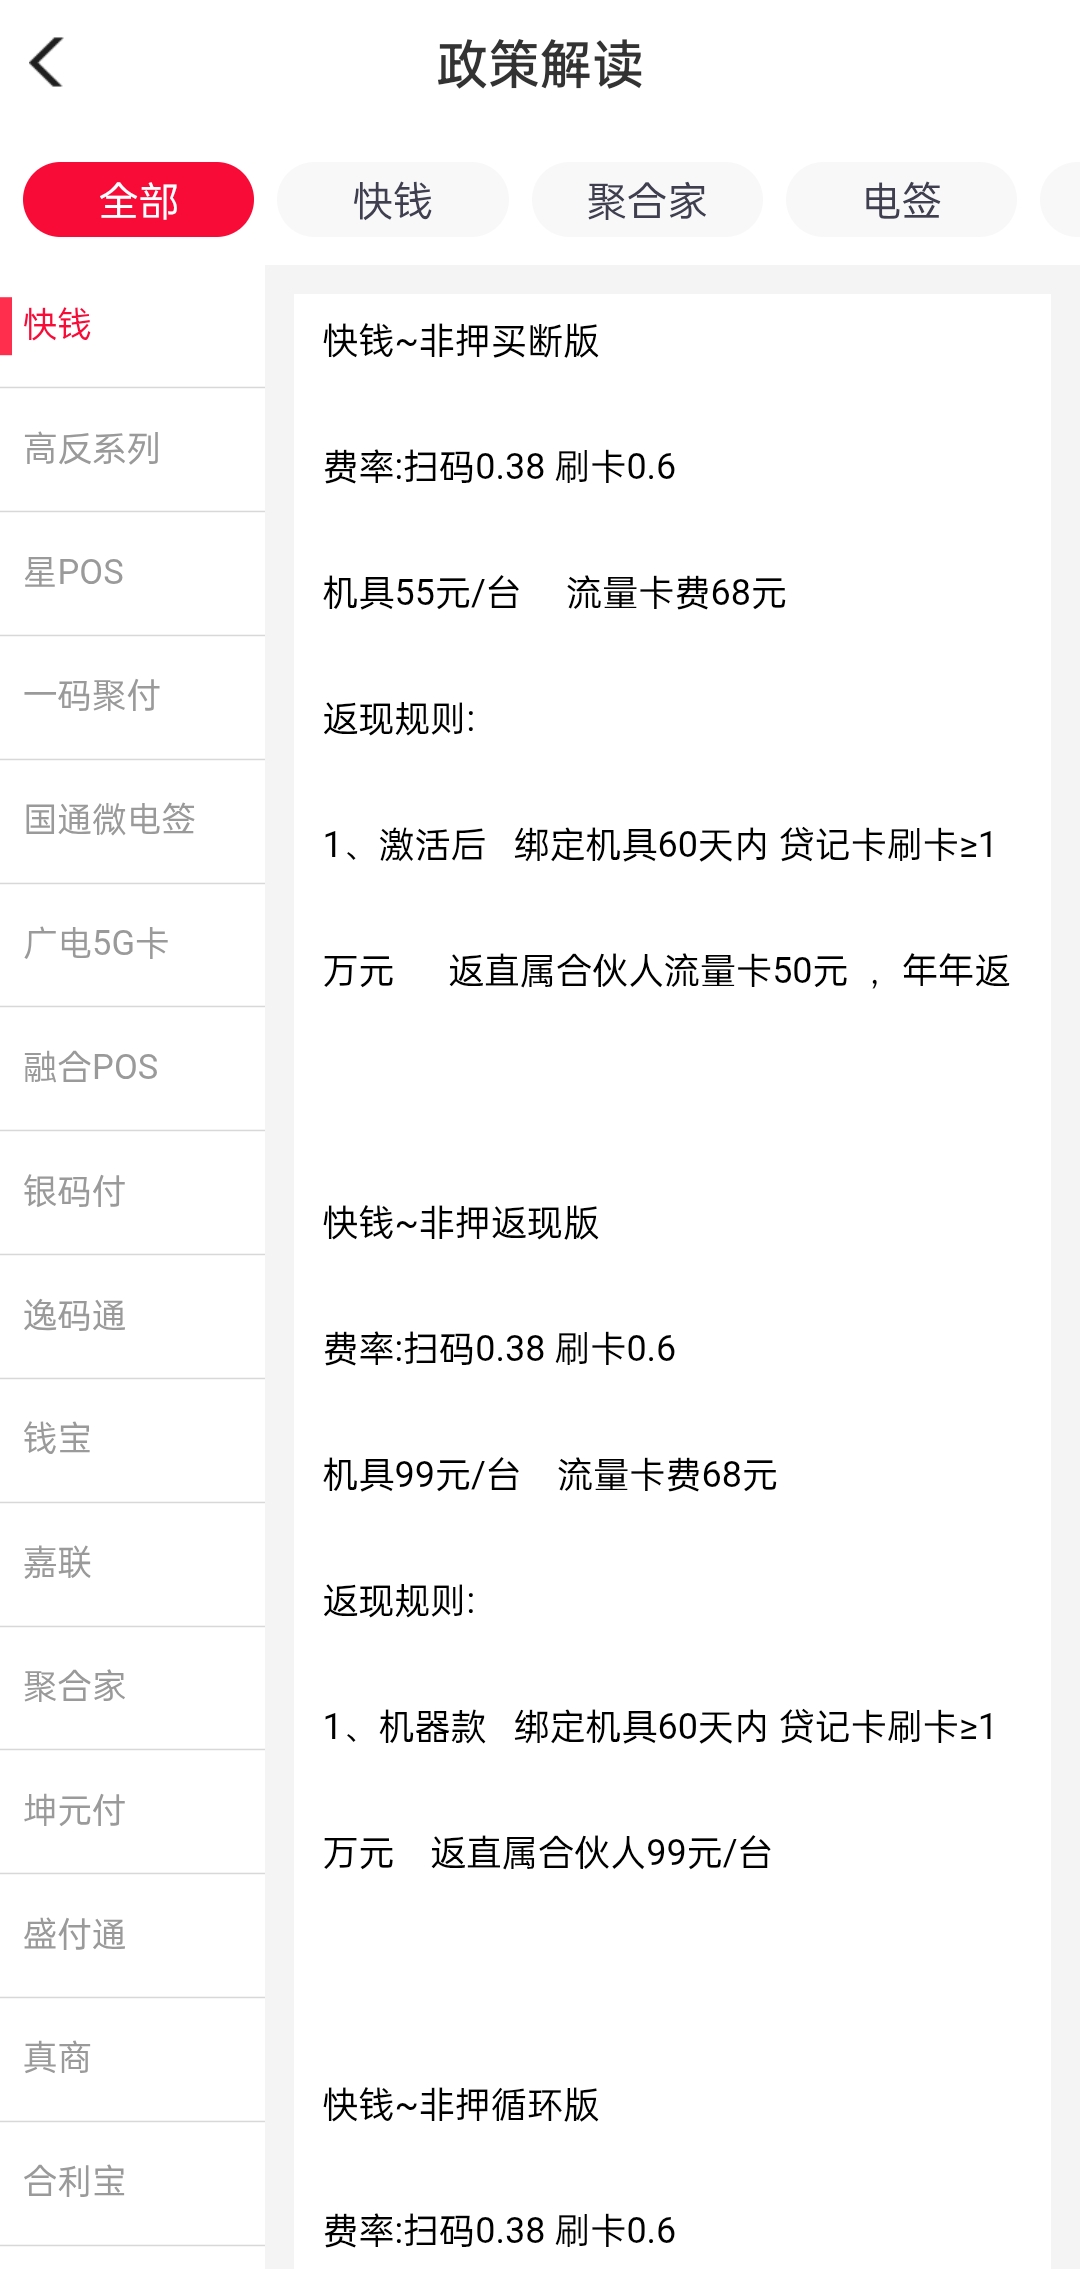 政策解读
全部 快钱 聚合家 电签
快钱
高反系列
星POS
一码聚付
国通微电签
广电5G卡
融合POS
银码付
逸码通
钱宝
嘉联
聚合家
坤元付
盛付通
真商
合利宝
快钱~非押买断版
费率:扫码0.38 刷卡0.6
机具55元/台 流量卡费68元
返现规则:
1、激活后 绑定机具60天内 贷记卡刷卡≥1
万元 返直属合伙人流量卡50元 ，年年返
快钱~非押返现版
费率:扫码0.38 刷卡0.6
机具99元/台 流量卡费68元
返现规则:
1、机器款 绑定机具60天内 贷记卡刷卡≥1
万元 返直属合伙人99元/台
快钱~非押循环版
费率:扫码0.38 刷卡0.6